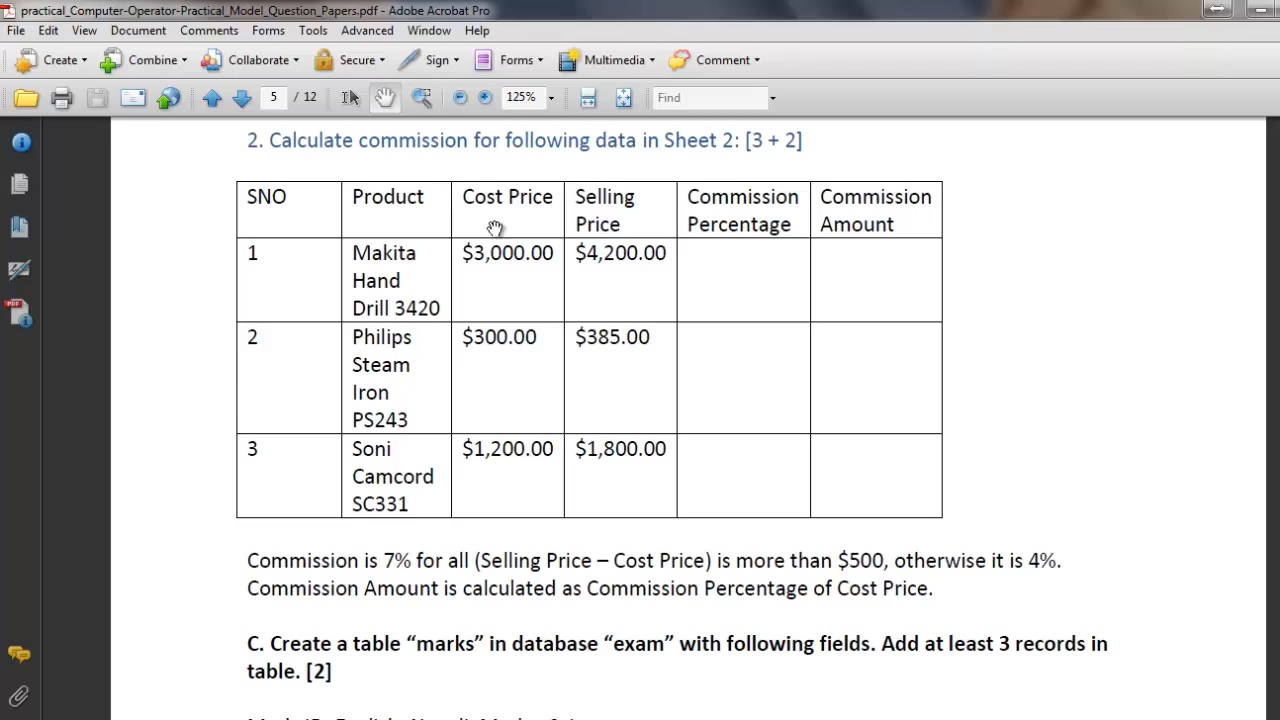 practical_Computer-Operator-Practical_Model_Question_Papers.pdf - Adobe Acrobat Pro
File Edit View Document Comments Forms Tools Advanced Window Help
Create Combine Collaborate Secure Sign Forms Multimedia Comment
5 / 12 125% Find
2. Calculate commission for following data in Sheet 2: [3 + 2]
SNO Product Cost Price Selling Price Commission Percentage Commission Amount
1 Makita Hand Drill 3420 $3,000.00 $4,200.00
2 Philips Steam Iron PS243 $300.00 $385.00
3 Soni Camcord SC331 $1,200.00 $1,800.00
Commission is 7% for all (Selling Price – Cost Price) is more than $500, otherwise it is 4%.
Commission Amount is calculated as Commission Percentage of Cost Price.
C. Create a table “marks” in database “exam” with following fields. Add at least 3 records in
table. [2]